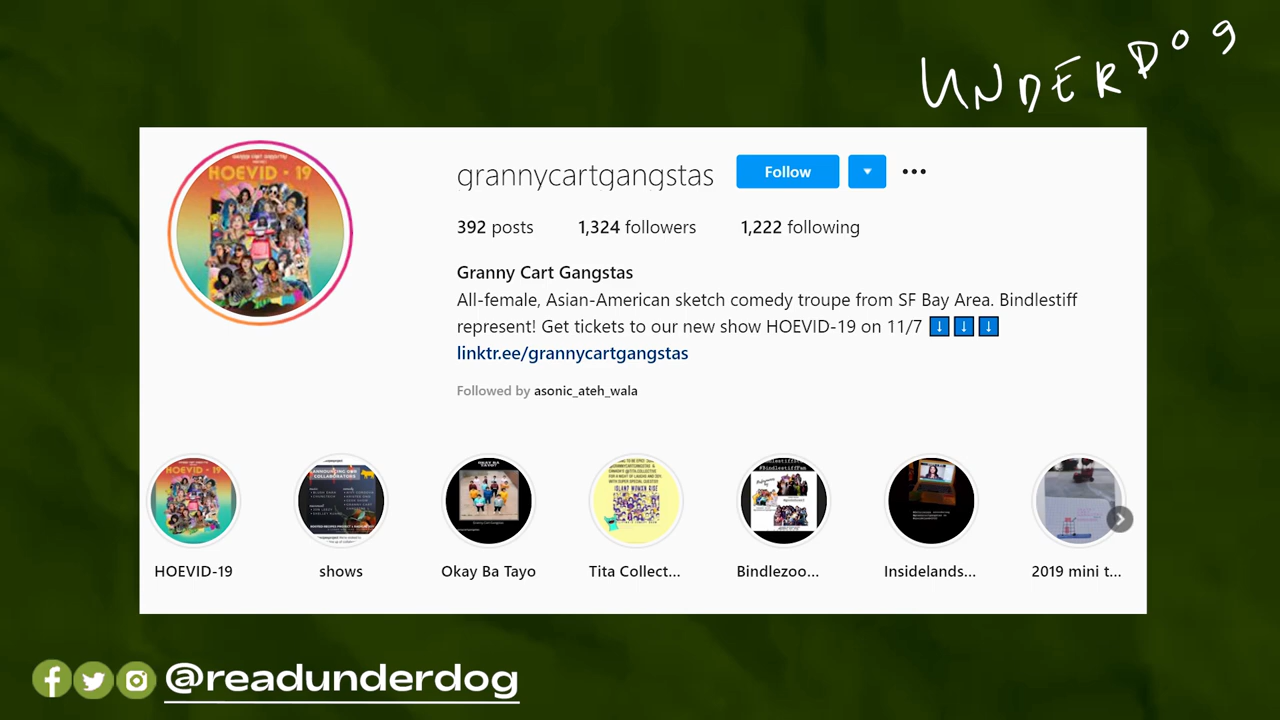 UNDERDOG
HOEVID - 19
grannycartgangstas
Follow
392 posts 1,324 followers 1,222 following
Granny Cart Gangstas
All-female, Asian-American sketch comedy troupe from SF Bay Area. Bindlestiff
represent! Get tickets to our new show HOEVID-19 on 11/7 ⬇️⬇️⬇️
linktr.ee/grannycartgangstas
Followed by asonic_ateh_wala
HOEVID-19 shows Okay Ba Tayo Tita Collect... Bindlezoo... Insidelands... 2019 mini t...
@readunderdog